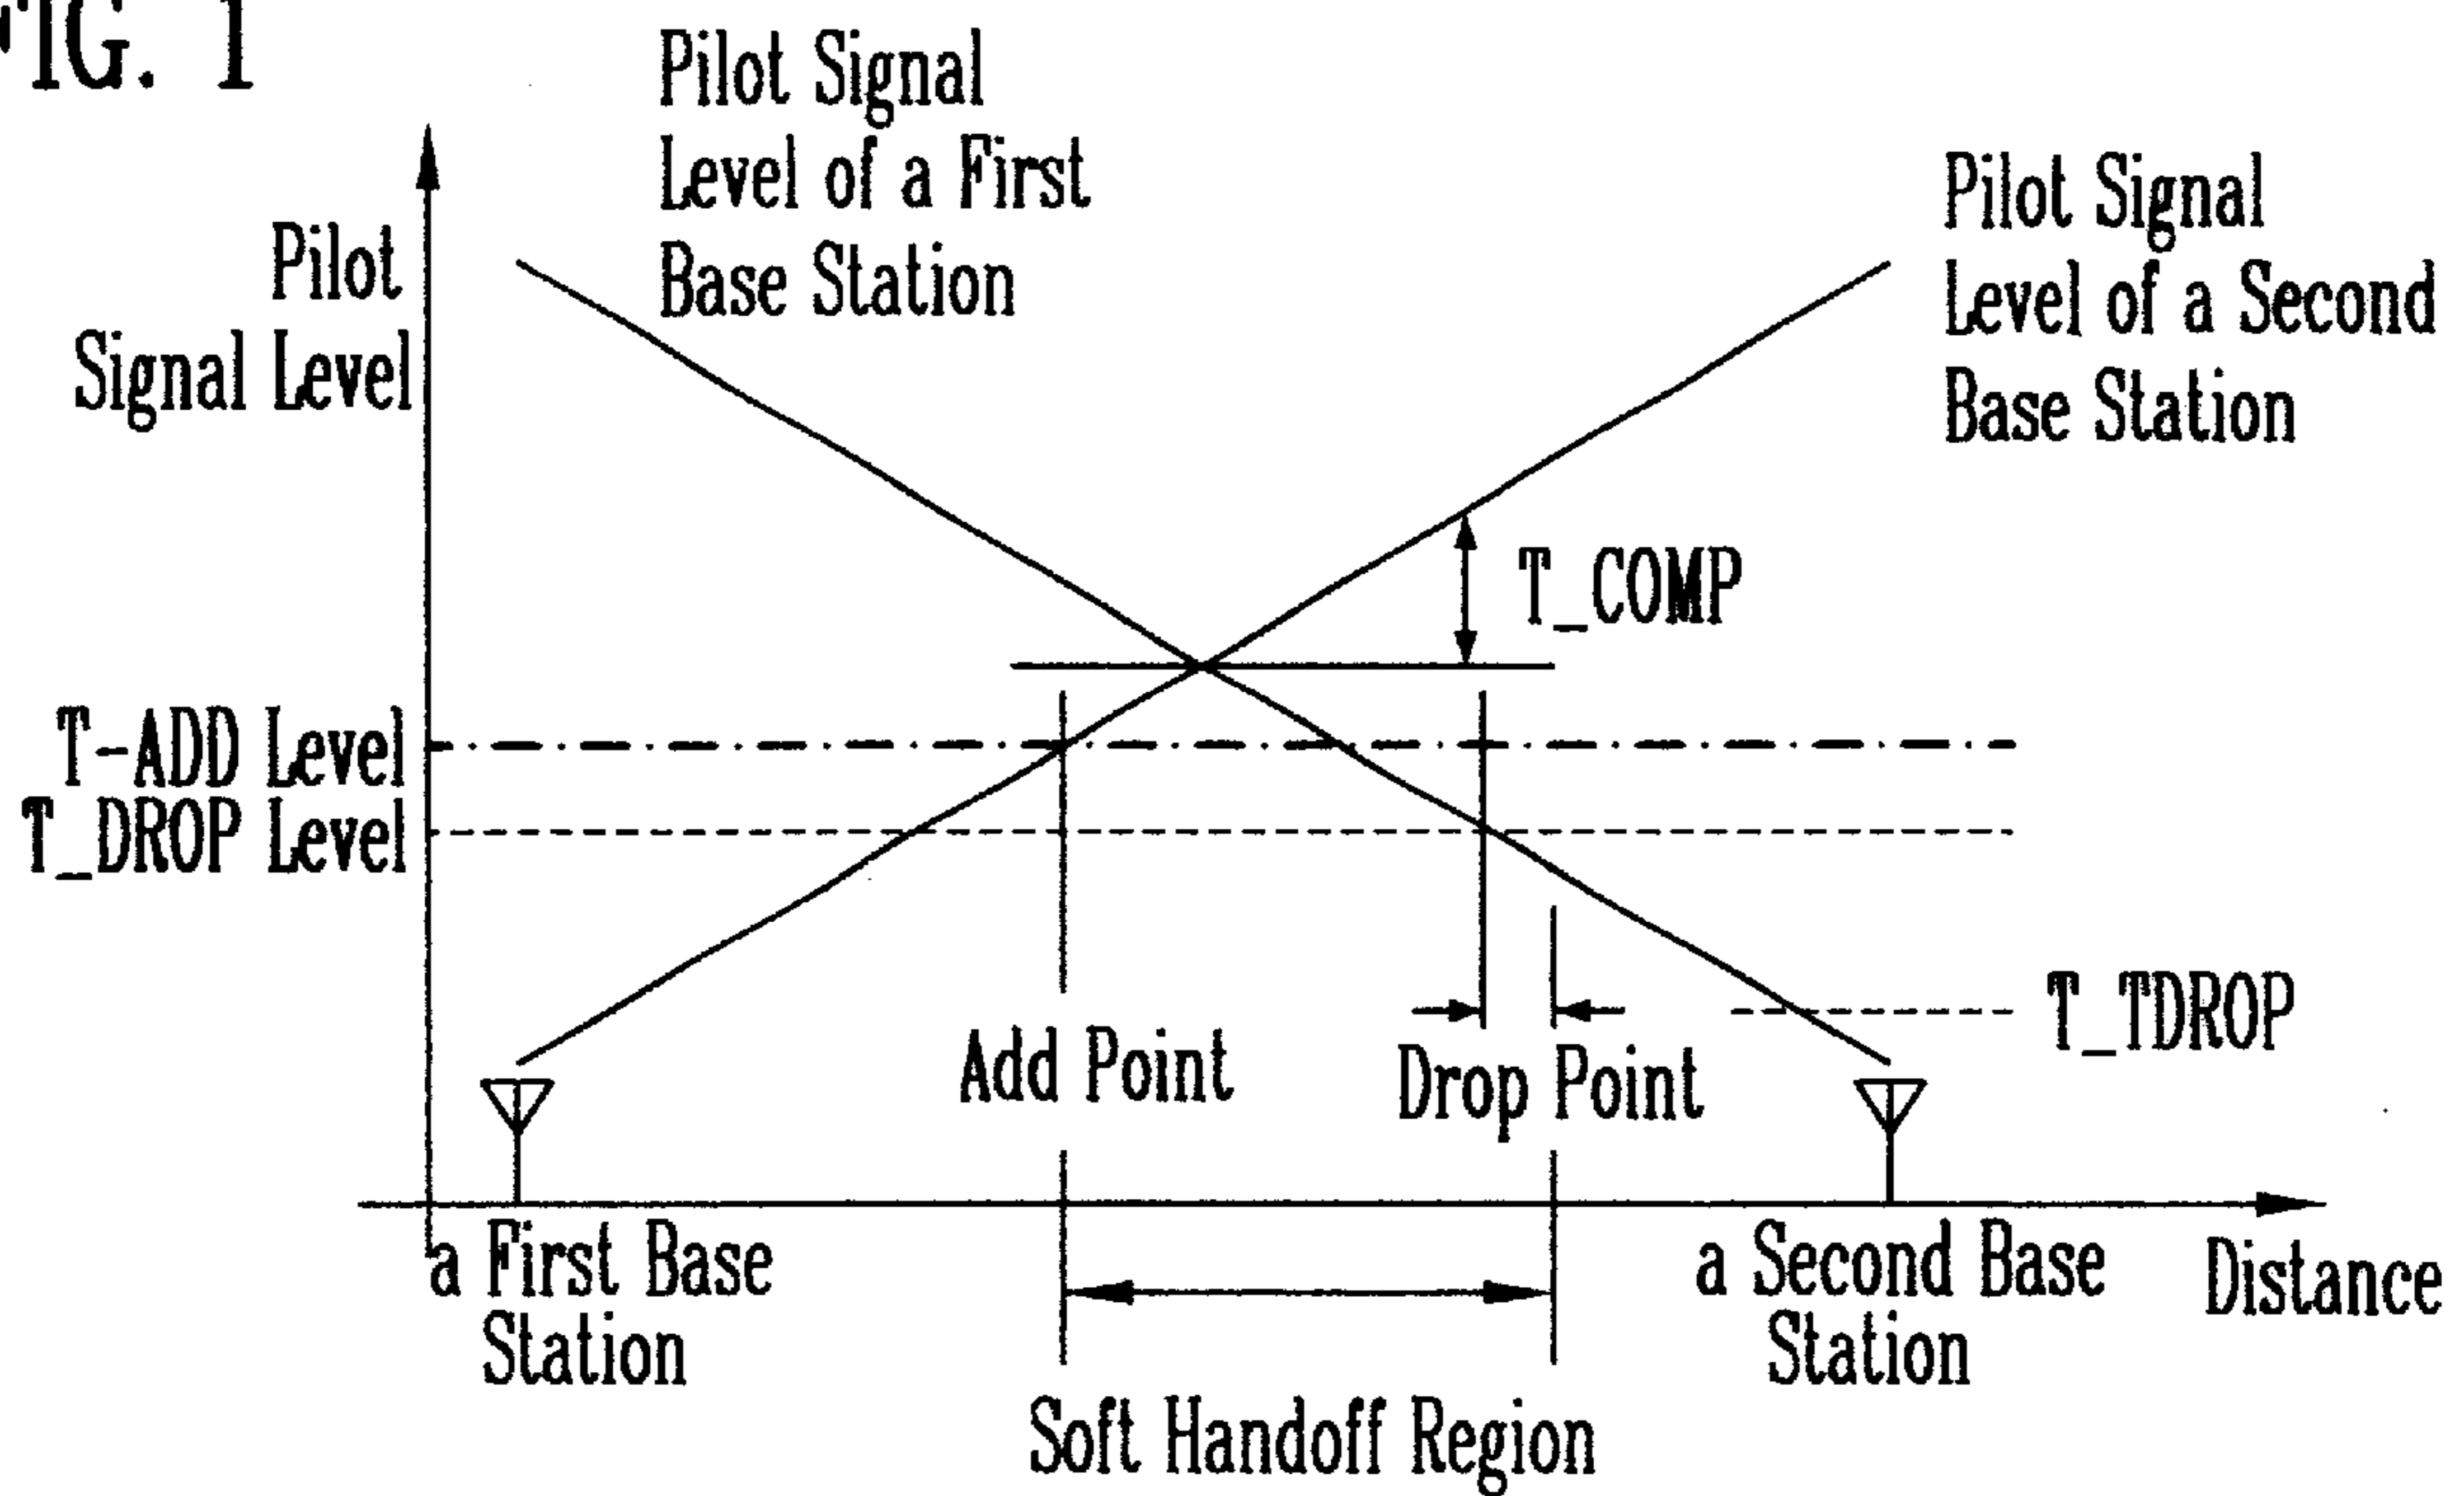 FIG. 1
Pilot Signal
Level of a First
Base Station
Pilot Signal
Level of a Second
Base Station
Pilot
Signal Level
T_COMP
T-ADD Level
T_DROP Level
T_TDROP
Add Point
Drop Point
a First Base
Station
a Second Base
Station
Distance
Soft Handoff Region